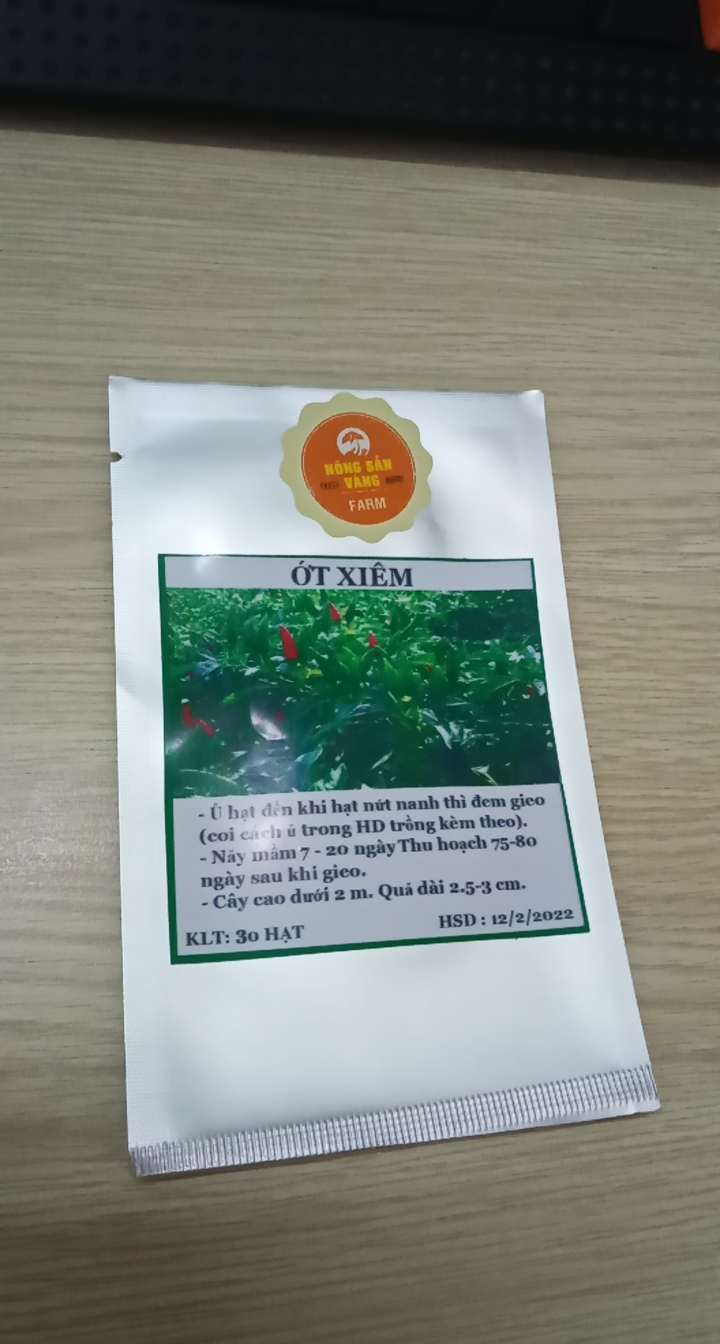 NÔNG SẢN
VÀNG
FARM
ỚT XIÊM
- Ủ hạt đến khi hạt nứt nanh thì đem gieo
(coi cách ủ trong HD trồng kèm theo).
- Nảy mầm 7 - 20 ngày Thu hoạch 75-80
ngày sau khi gieo.
- Cây cao dưới 2 m. Quả dài 2.5-3 cm.
KLT: 30 HẠT
HSD : 12/2/2022